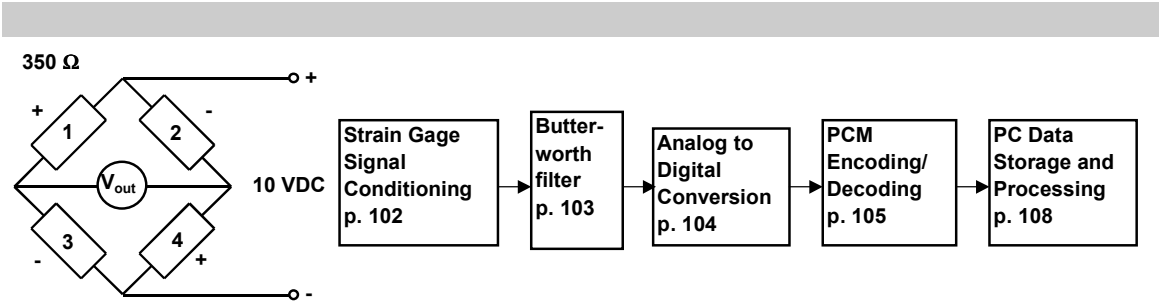 350 Ω
+
+
-
1
2
Vout
10 VDC
3
4
-
+
-
Strain Gage
Signal
Conditioning
p. 102
Butter-
worth
filter
p. 103
Analog to
Digital
Conversion
p. 104
PCM
Encoding/
Decoding
p. 105
PC Data
Storage and
Processing
p. 108